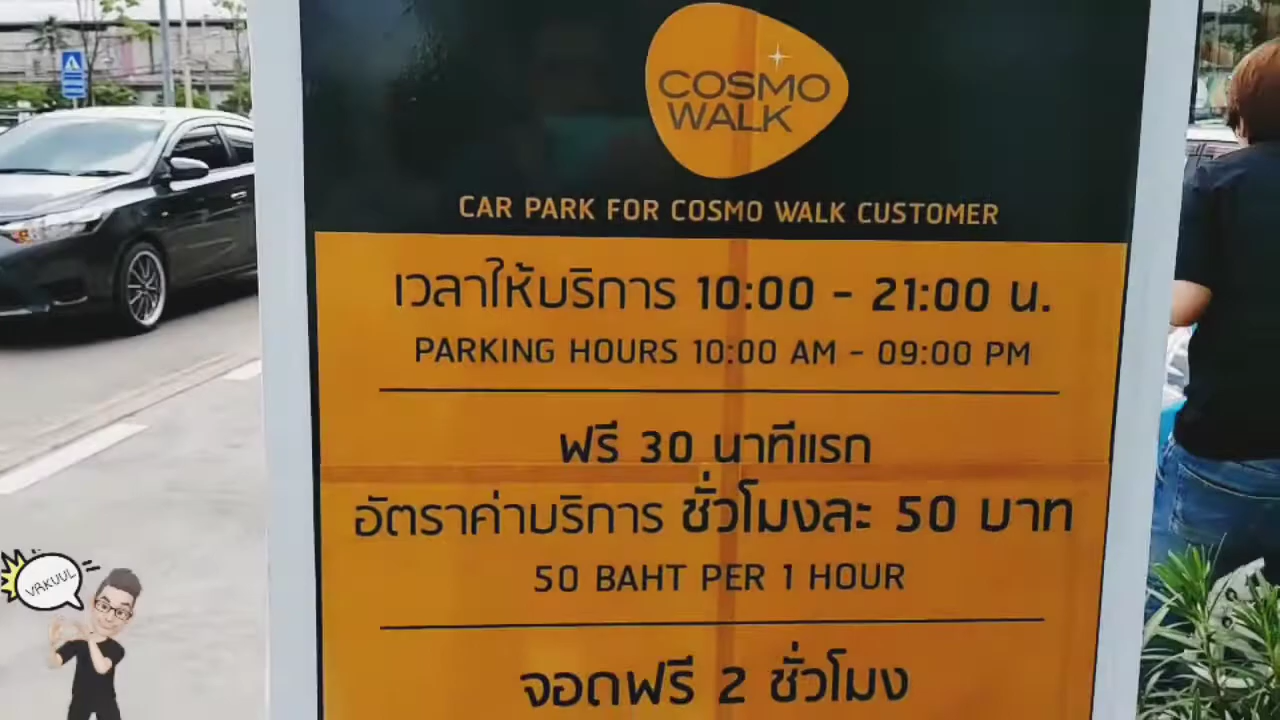 COSMO
WALK
CAR PARK FOR COSMO WALK CUSTOMER
เวลาให้บริการ 10:00 - 21:00 น.
PARKING HOURS 10:00 AM - 09:00 PM
ฟรี 30 นาทีแรก
อัตราค่าบริการ ชั่วโมงละ 50 บาท
50 BAHT PER 1 HOUR
จอดฟรี 2 ชั่วโมง
VRKUUL